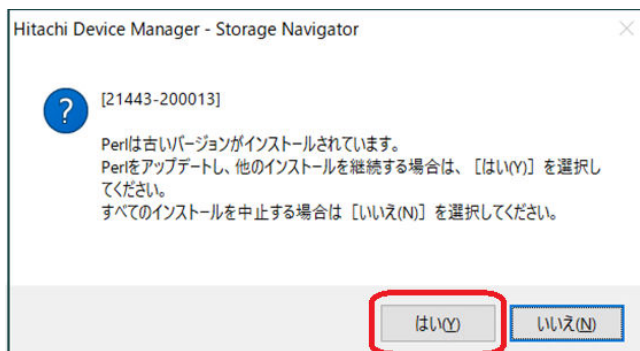 Hitachi Device Manager - Storage Navigator
[21443-200013]
Perlは古いバージョンがインストールされています。
Perlをアップデートし、他のインストールを継続する場合は、［はい(Y)］を選択し
てください。
すべてのインストールを中止する場合は［いいえ(N)］を選択してください。
はい(Y)
いいえ(N)